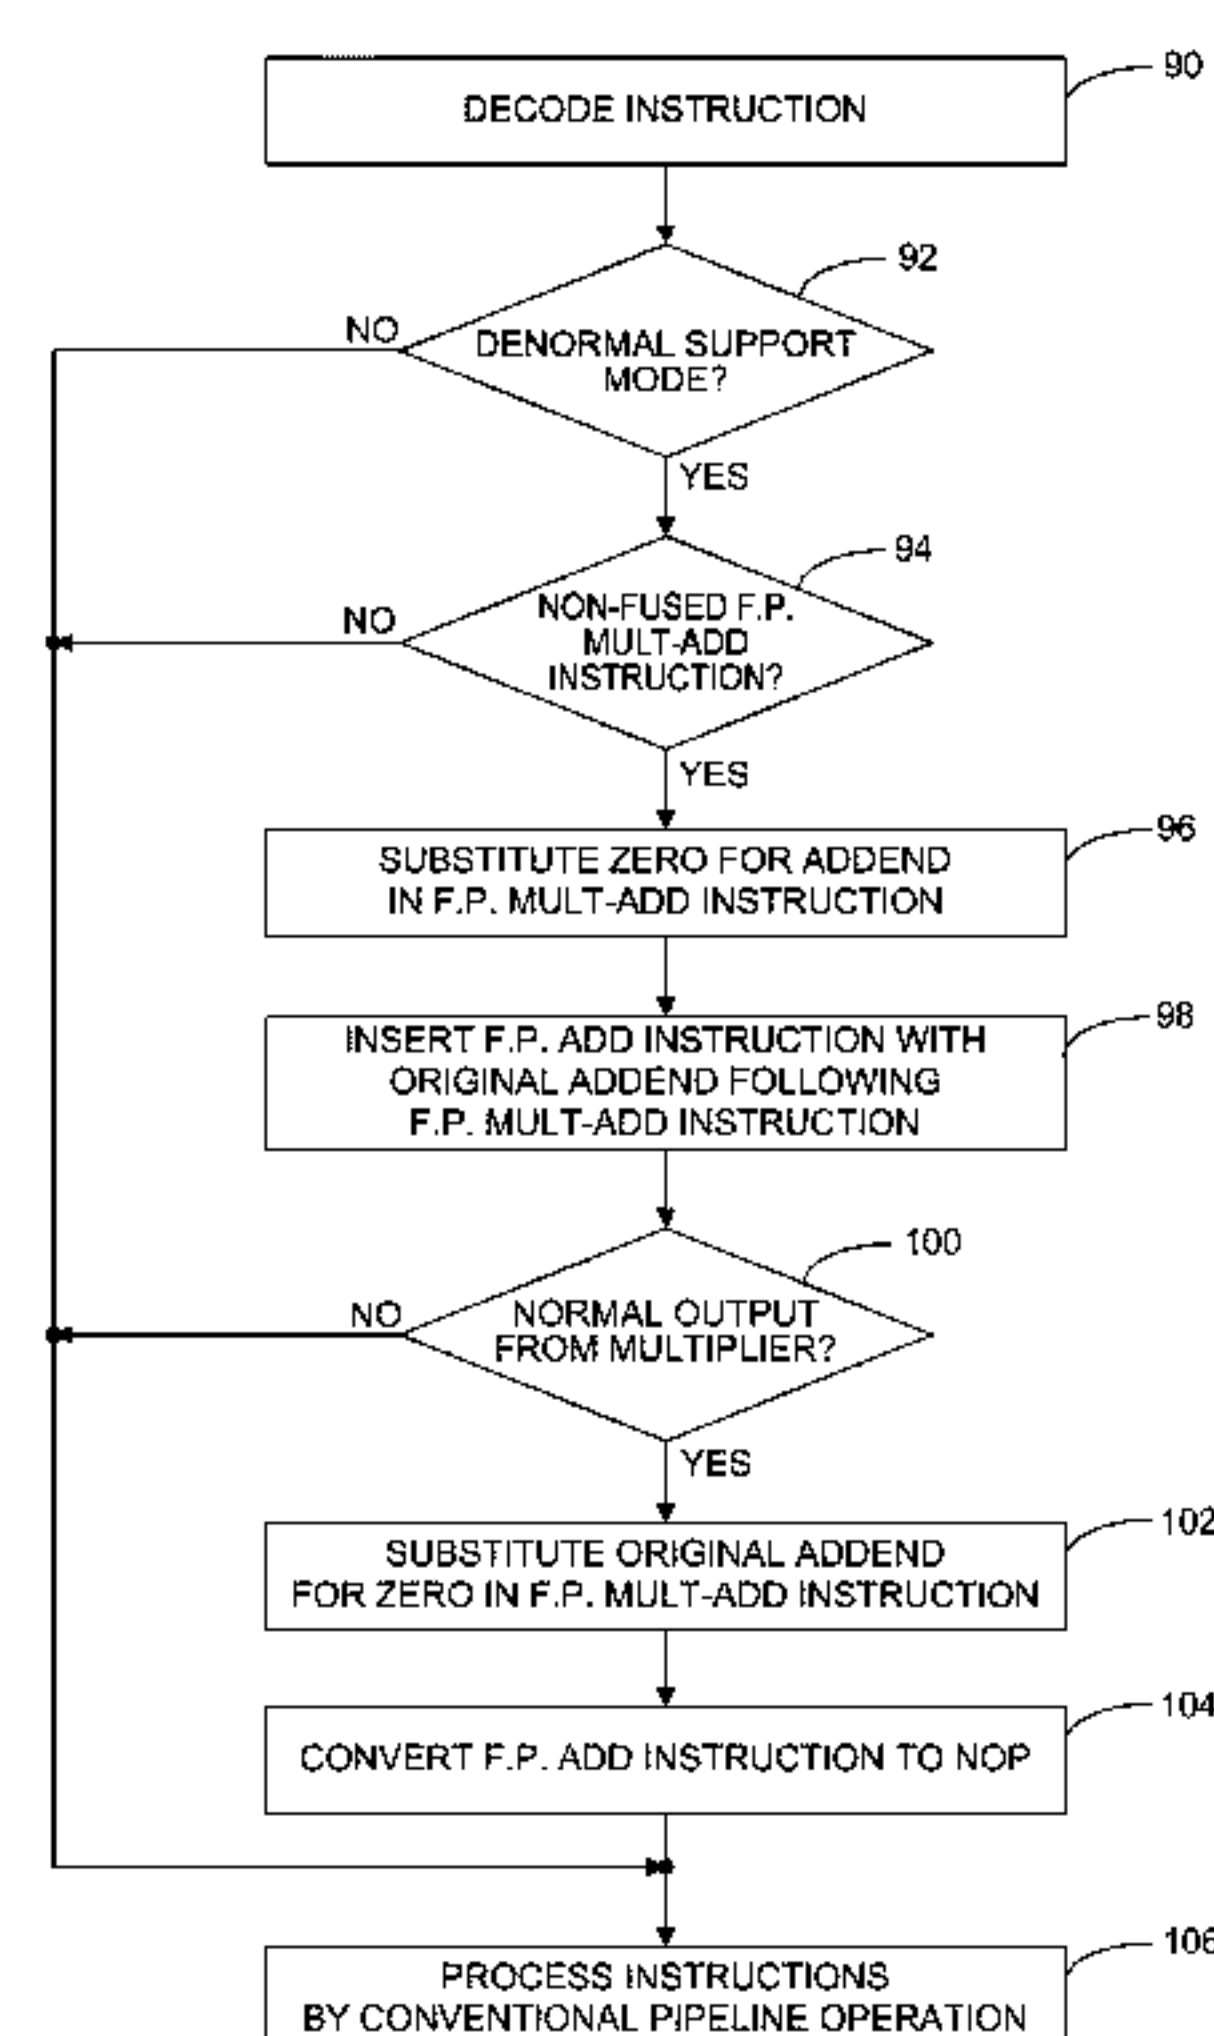 90
DECODE INSTRUCTION
92
NO
DENORMAL SUPPORT
MODE?
YES
94
NO
NON-FUSED F.P.
MULT-ADD
INSTRUCTION?
YES
96
SUBSTITUTE ZERO FOR ADDEND
IN F.P. MULT-ADD INSTRUCTION
98
INSERT F.P. ADD INSTRUCTION WITH
ORIGINAL ADDEND FOLLOWING
F.P. MULT-ADD INSTRUCTION
100
NO
NORMAL OUTPUT
FROM MULTIPLIER?
YES
102
SUBSTITUTE ORIGINAL ADDEND
FOR ZERO IN F.P. MULT-ADD INSTRUCTION
104
CONVERT F.P. ADD INSTRUCTION TO NOP
106
PROCESS INSTRUCTIONS
BY CONVENTIONAL PIPELINE OPERATION